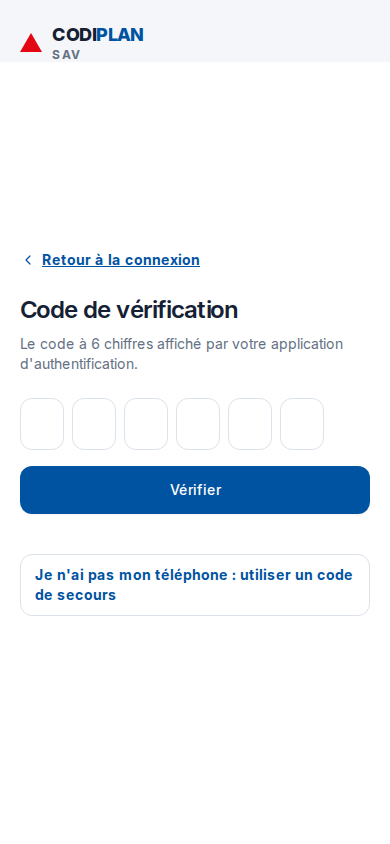 CODIPLAN
SAV
Retour à la connexion
Code de vérification
Le code à 6 chiffres affiché par votre application
d'authentification.
Vérifier
Je n'ai pas mon téléphone : utiliser un code
de secours